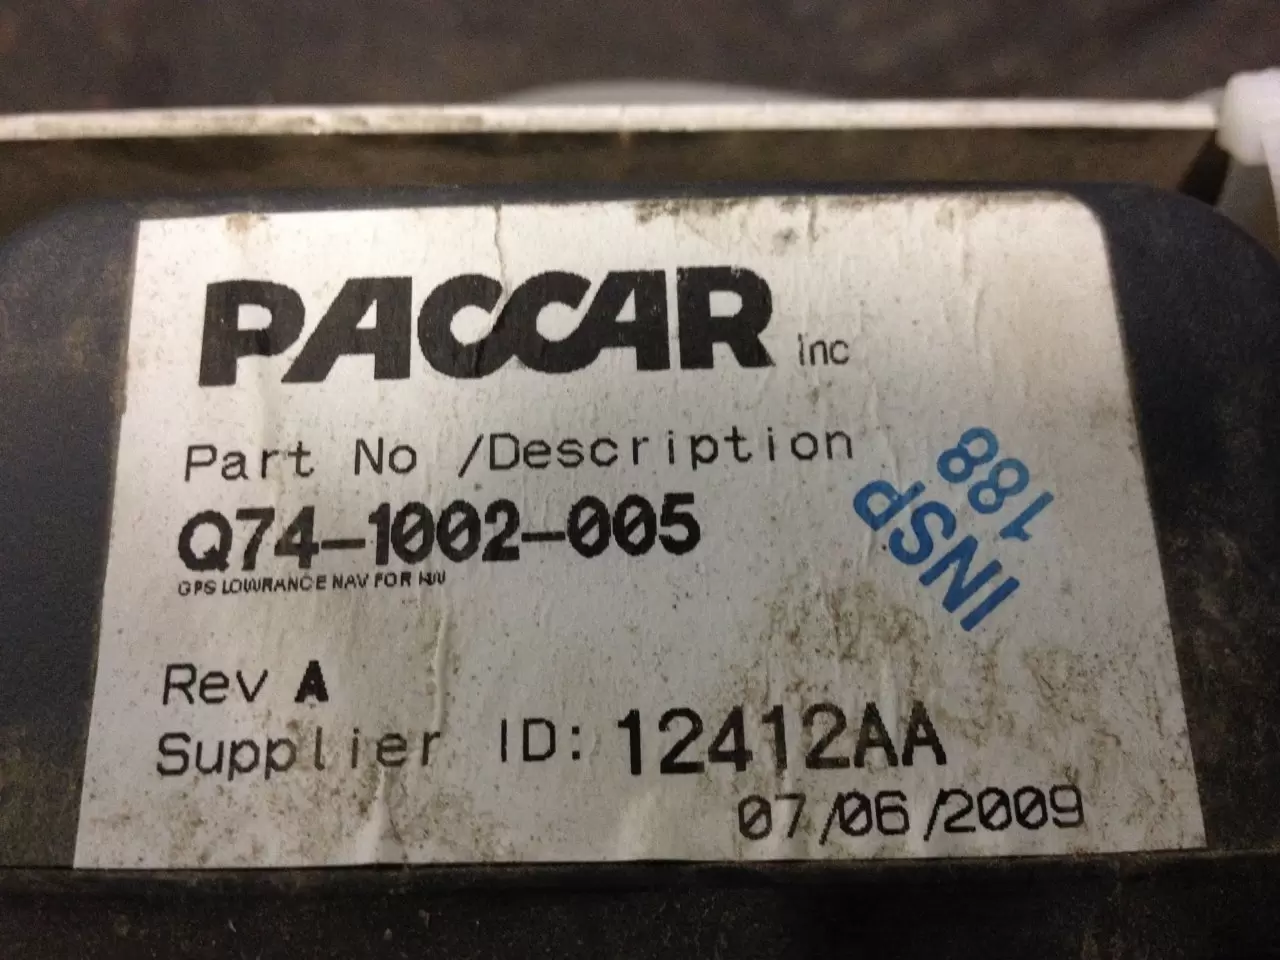 PACCAR inc
Part No /Description
Q74-1002-005
GPS LOWRANCE NAV FOR
Rev A
Supplier ID: 12412AA
07/06/2009
INSP
188